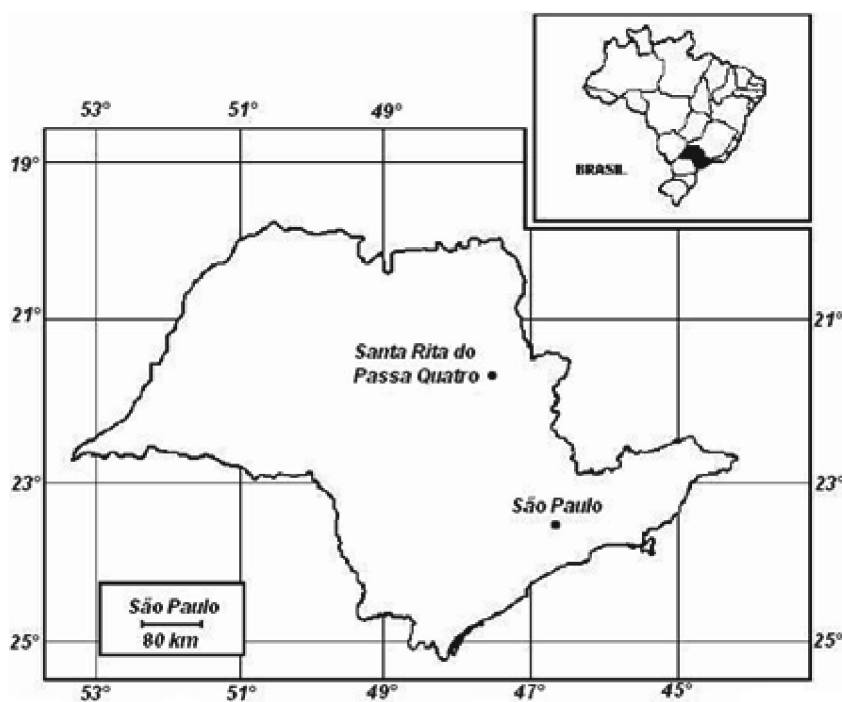 BRASIL
53° 51° 49°
19°
21° 21°
Santa Rita do
Passa Quatro
23° 23°
São Paulo
São Paulo
80 km
25° 25°
53° 51° 49° 47° 45°